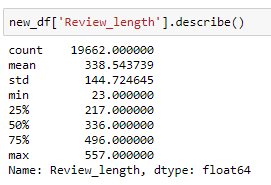 new_df['Review_length'].describe()
count    19662.000000
mean       338.543739
std        144.724645
min         23.000000
25%        217.000000
50%        336.000000
75%        496.000000
max        557.000000
Name: Review_length, dtype: float64